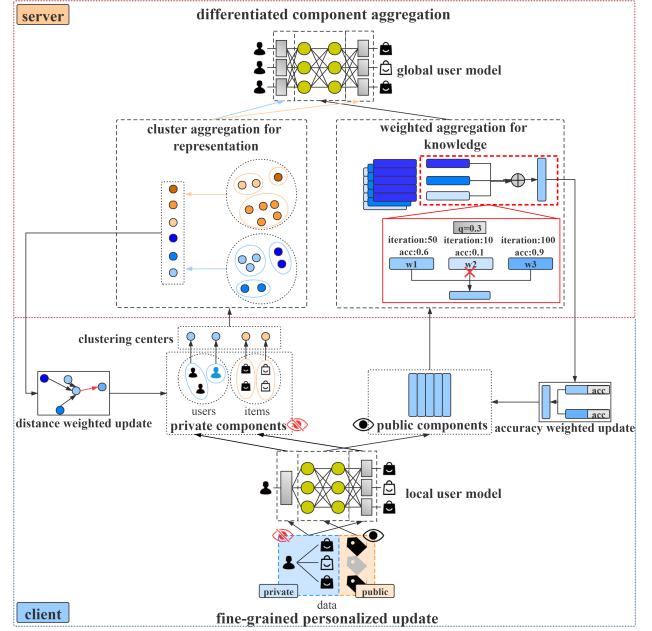 server
differentiated component aggregation
global user model
cluster aggregation for
representation
weighted aggregation for
knowledge
q=0.3
iteration:50 iteration:10 iteration:100
acc:0.6 acc:0.1 acc:0.9
w1 w2 w3
clustering centers
users items
acc
acc
distance weighted update
private components
public components
accuracy weighted update
local user model
private
public
data
client
fine-grained personalized update